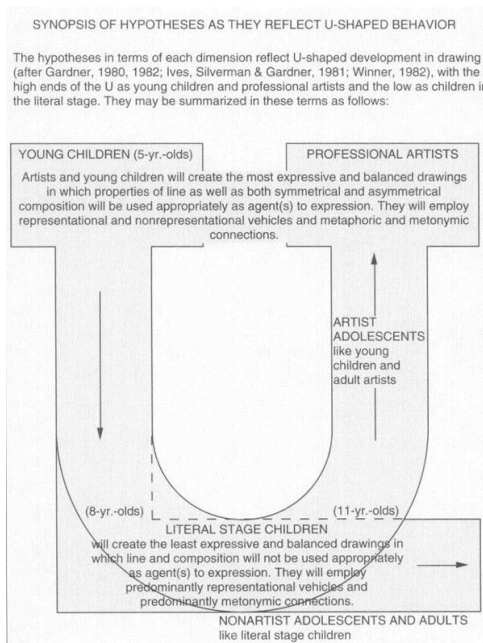 SYNOPSIS OF HYPOTHESES AS THEY REFLECT U-SHAPED BEHAVIOR
The hypotheses in terms of each dimension reflect U-shaped development in drawing
(after Gardner, 1980, 1982; Ives, Silverman & Gardner, 1981; Winner, 1982), with the
high ends of the U as young children and professional artists and the low as children in
the literal stage. They may be summarized in these terms as follows:
YOUNG CHILDREN (5-yr.-olds)
PROFESSIONAL ARTISTS
Artists and young children will create the most expressive and balanced drawings
in which properties of line as well as both symmetrical and asymmetrical
composition will be used appropriately as agent(s) to expression. They will employ
representational and nonrepresentational vehicles and metaphoric and metonymic
connections.
ARTIST
ADOLESCENTS
like young
children and
adult artists
(8-yr.-olds)
(11-yr.-olds)
LITERAL STAGE CHILDREN
will create the least expressive and balanced drawings in
which line and composition will not be used appropriately
as agent(s) to expression. They will employ
predominantly representational vehicles and
predominantly metonymic connections.
NONARTIST ADOLESCENTS AND ADULTS
like literal stage children